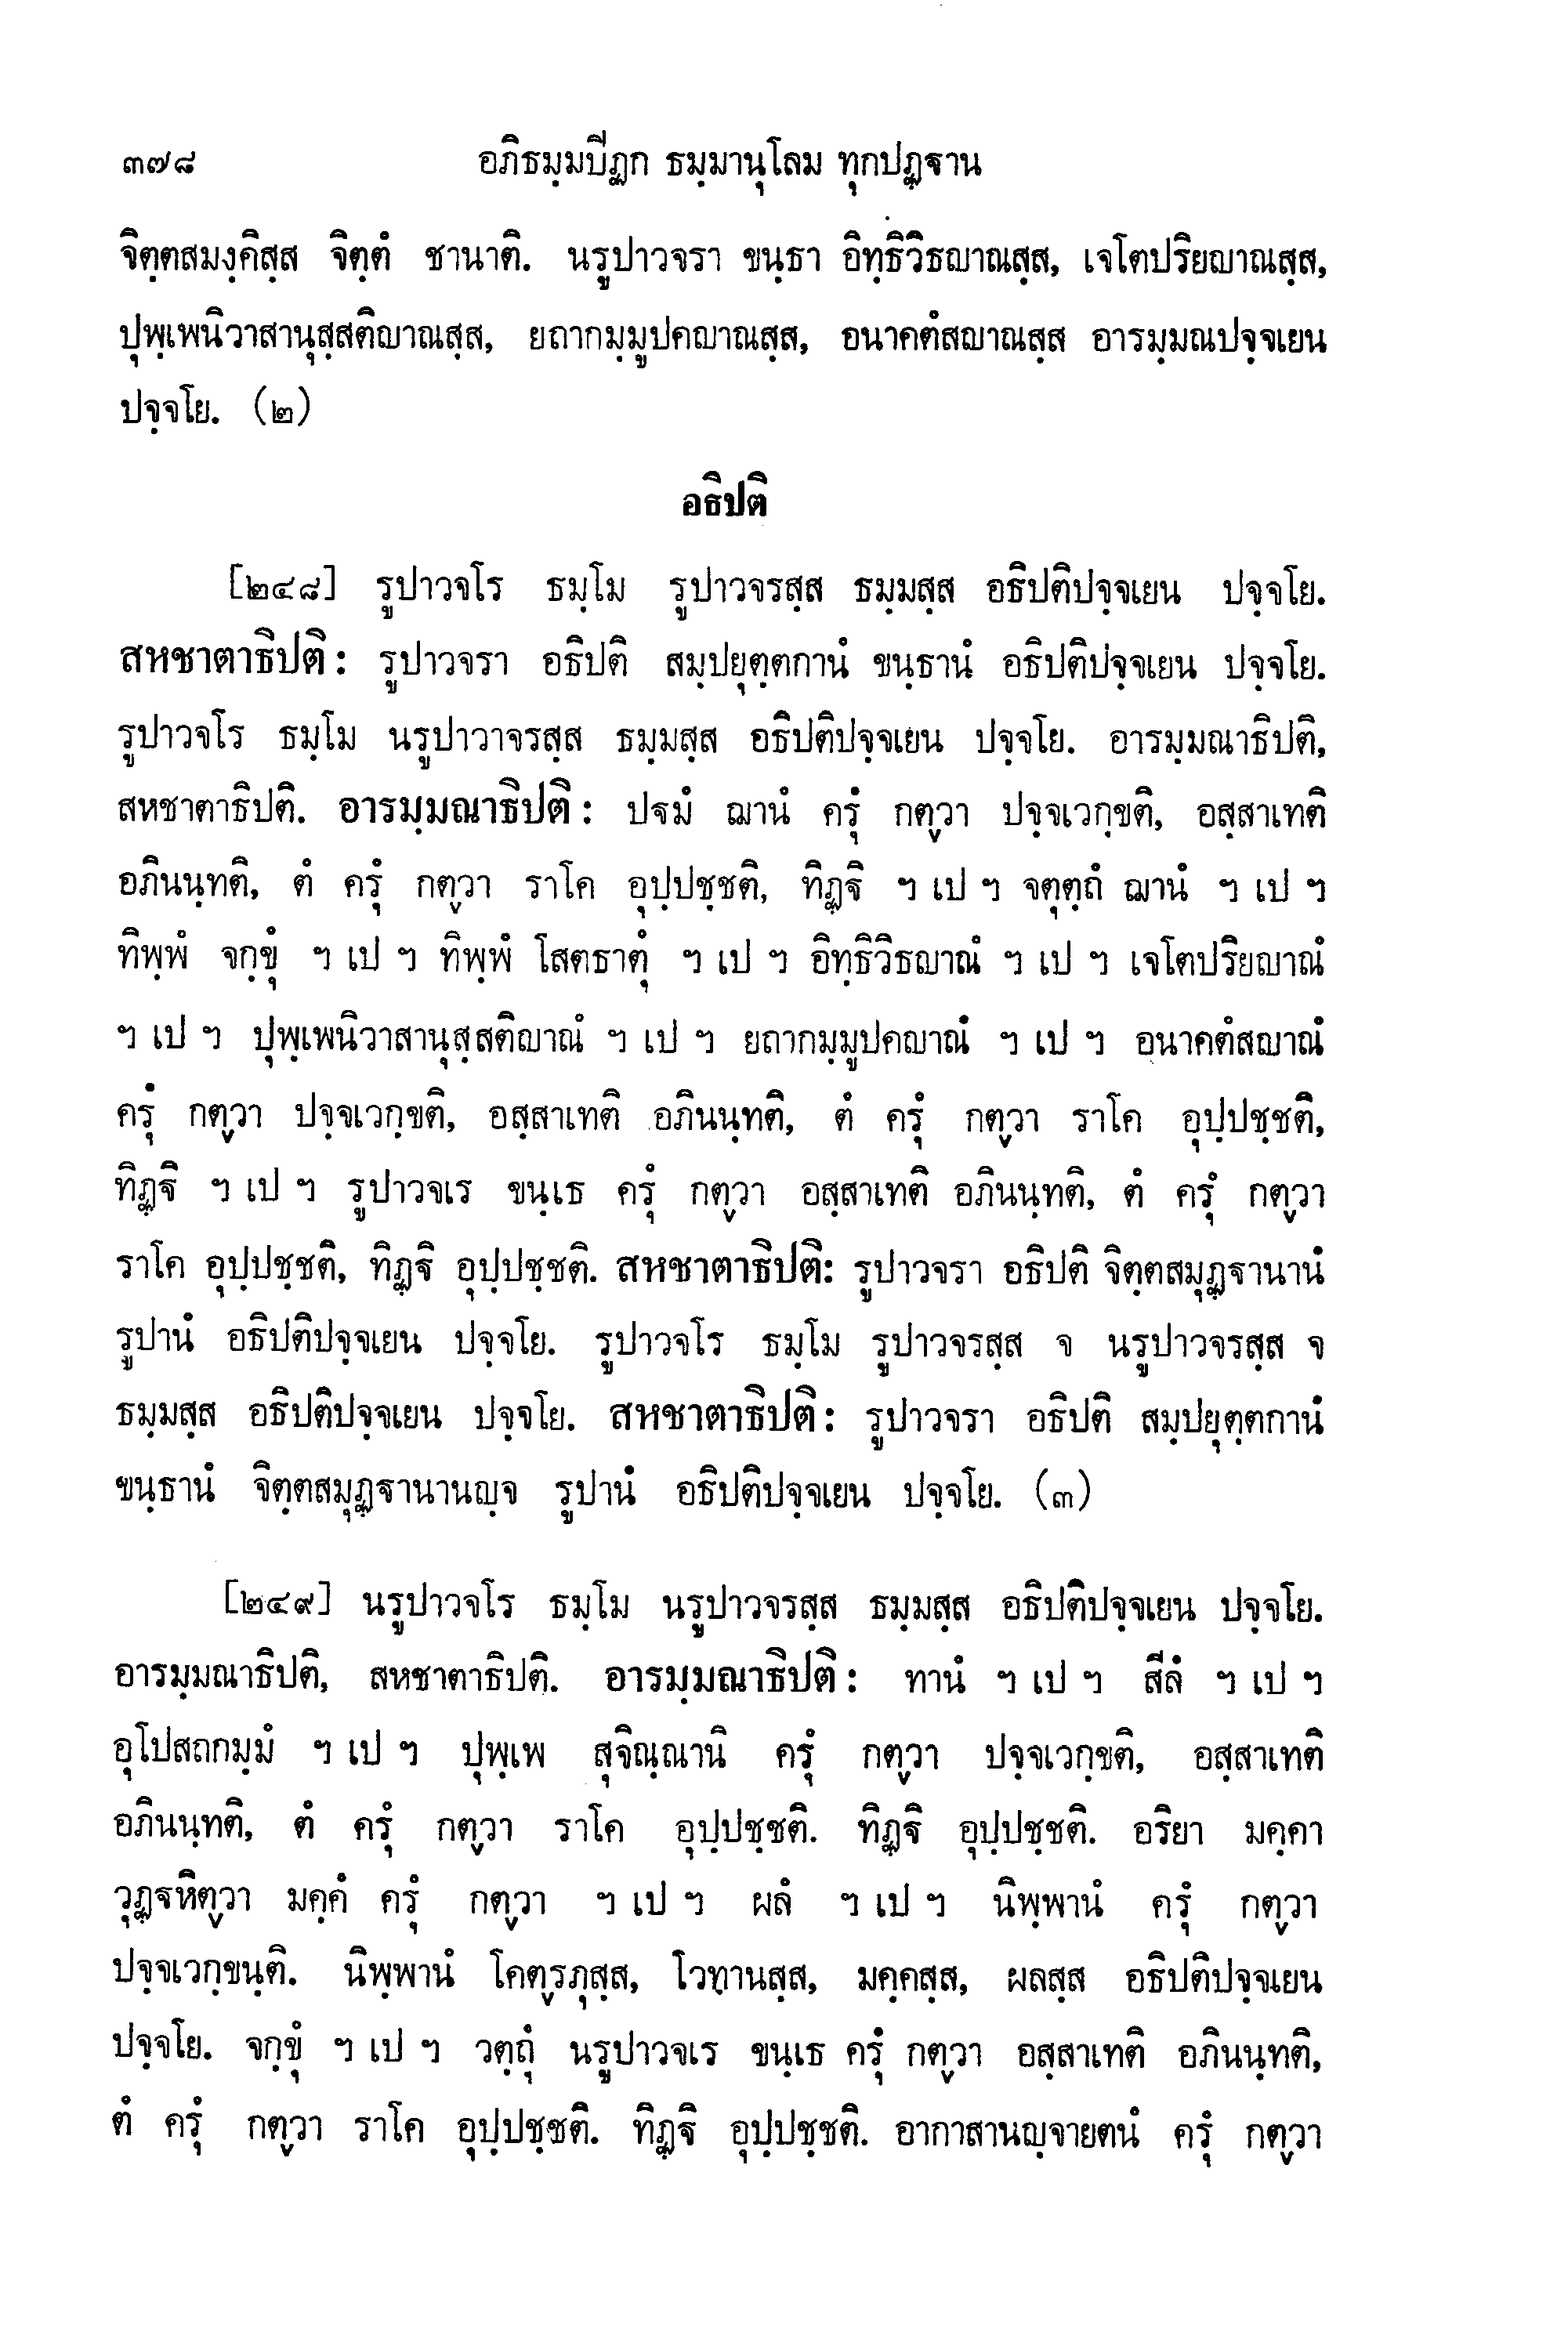 ๓๗๘ อภิธมฺมปิฏก ธมฺมานุโลม ทุกปฏฺฐาน
จิตฺตสมงฺคิสฺส จิตฺตํ ชานาติ. นรูปาวจรา ขนฺธา อิทฺธิวิธญาณสฺส, เจโตปริยญาณสฺส,
ปุพฺเพนิวาสานุสฺสติญาณสฺส, ยถากมฺมูปคญาณสฺส, อนาคตํสญาณสฺส อารมฺมณปจฺจเยน
ปจฺจโย. (๒)
อธิปติ
[๒๔๘] รูปาวจโร ธมฺโม รูปาวจรสฺส ธมฺมสฺส อธิปติปจฺจเยน ปจฺจโย.
สหชาตาธิปติ : รูปาวจรา อธิปติ สมฺปยุตฺตกานํ ขนฺธานํ อธิปติปจฺจเยน ปจฺจโย.
รูปาวจโร ธมฺโม นรูปาวาจรสฺส ธมฺมสฺส อธิปติปจฺจเยน ปจฺจโย. อารมฺมณาธิปติ,
สหชาตาธิปติ. อารมฺมณาธิปติ : ปฐมํ ฌานํ ครุํ กตฺวา ปจฺจเวกฺขติ, อสฺสาเทติ
อภินนฺทติ, ตํ ครุํ กตฺวา ราโค อุปฺปชฺชติ, ทิฏฺฐิ ฯ เป ฯ จตุตฺถํ ฌานํ ฯ เป ฯ
ทิพฺพํ จกฺขุํ ฯ เป ฯ ทิพฺพํ โสตธาตุํ ฯ เป ฯ อิทฺธิวิธญาณํ ฯ เป ฯ เจโตปริยญาณํ
ฯ เป ฯ ปุพฺเพนิวาสานุสฺสติญาณํ ฯ เป ฯ ยถากมฺมูปคญาณํ ฯ เป ฯ อนาคตํสญาณํ
ครุํ กตฺวา ปจฺจเวกฺขติ, อสฺสาเทติ อภินนฺทติ, ตํ ครุํ กตฺวา ราโค อุปฺปชฺชติ,
ทิฏฺฐิ ฯ เป ฯ รูปาวจเร ขนฺเธ ครุํ กตฺวา อสฺสาเทติ อภินนฺทติ, ตํ ครุํ กตฺวา
ราโค อุปฺปชฺชติ, ทิฏฺฐิ อุปฺปชฺชติ. สหชาตาธิปติ: รูปาวจรา อธิปติ จิตฺตสมุฏฺฐานานํ
รูปานํ อธิปติปจฺจเยน ปจฺจโย. รูปาวจโร ธมฺโม รูปาวจรสฺส จ นรูปาวจรสฺส จ
ธมฺมสฺส อธิปติปจฺจเยน ปจฺจโย. สหชาตาธิปติ : รูปาวจรา อธิปติ สมฺปยุตฺตกานํ
ขนฺธานํ จิตฺตสมุฏฺฐานานญฺจ รูปานํ อธิปติปจฺจเยน ปจฺจโย. (๓)
[๒๔๙] นรูปาวจโร ธมฺโม นรูปาวจรสฺส ธมฺมสฺส อธิปติปจฺจเยน ปจฺจโย.
อารมฺมณาธิปติ, สหชาตาธิปติ. อารมฺมณาธิปติ : ทานํ ฯ เป ฯ สีลํ ฯ เป ฯ
อุโปสถกมฺมํ ฯ เป ฯ ปุพฺเพ สุจิณฺณานิ ครุํ กตฺวา ปจฺจเวกฺขติ, อสฺสาเทติ
อภินนฺทติ, ตํ ครุํ กตฺวา ราโค อุปฺปชฺชติ. ทิฏฺฐิ อุปฺปชฺชติ. อริยา มคฺคา
วุฏฺฐหิตฺวา มคฺคํ ครุํ กตฺวา ฯ เป ฯ ผลํ ฯ เป ฯ นิพฺพานํ ครุํ กตฺวา
ปจฺจเวกฺขนฺติ. นิพฺพานํ โคตฺรภุสฺส, โวทานสฺส, มคฺคสฺส, ผลสฺส อธิปติปจฺจเยน
ปจฺจโย. จกฺขุํ ฯ เป ฯ วตฺถุํ นรูปาวจเร ขนฺเธ ครุํ กตฺวา อสฺสาเทติ อภินนฺทติ,
ตํ ครุํ กตฺวา ราโค อุปฺปชฺชติ. ทิฏฺฐิ อุปฺปชฺชติ. อากาสานญฺจายตนํ ครุํ กตฺวา